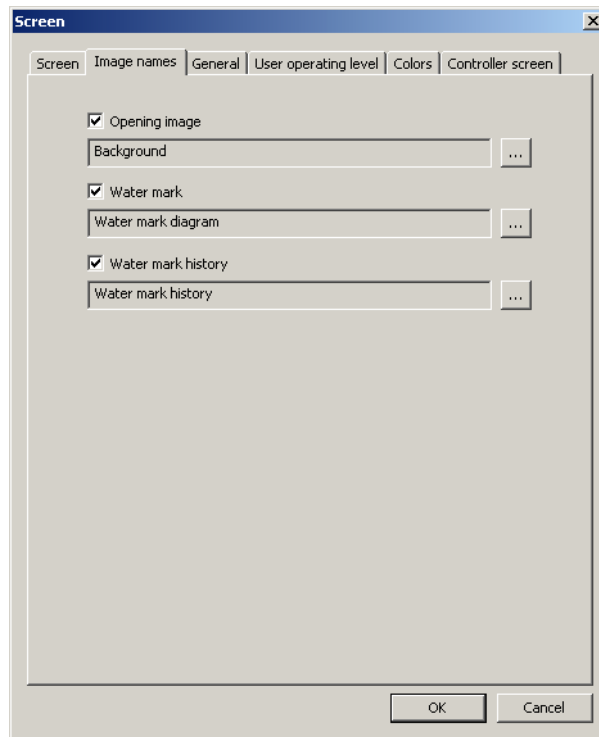 Screen
Screen Image names General User operating level Colors Controller screen
Opening image
Background ...
Water mark
Water mark diagram ...
Water mark history
Water mark history ...
OK Cancel